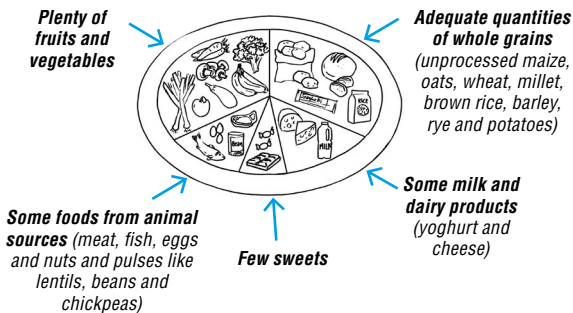 Plenty of
fruits and
vegetables
Adequate quantities
of whole grains
(unprocessed maize,
oats, wheat, millet,
brown rice, barley,
rye and potatoes)
RICE
MILK
Some milk and
dairy products
(yoghurt and
cheese)
Some foods from animal
sources (meat, fish, eggs
and nuts and pulses like
lentils, beans and
chickpeas)
Few sweets